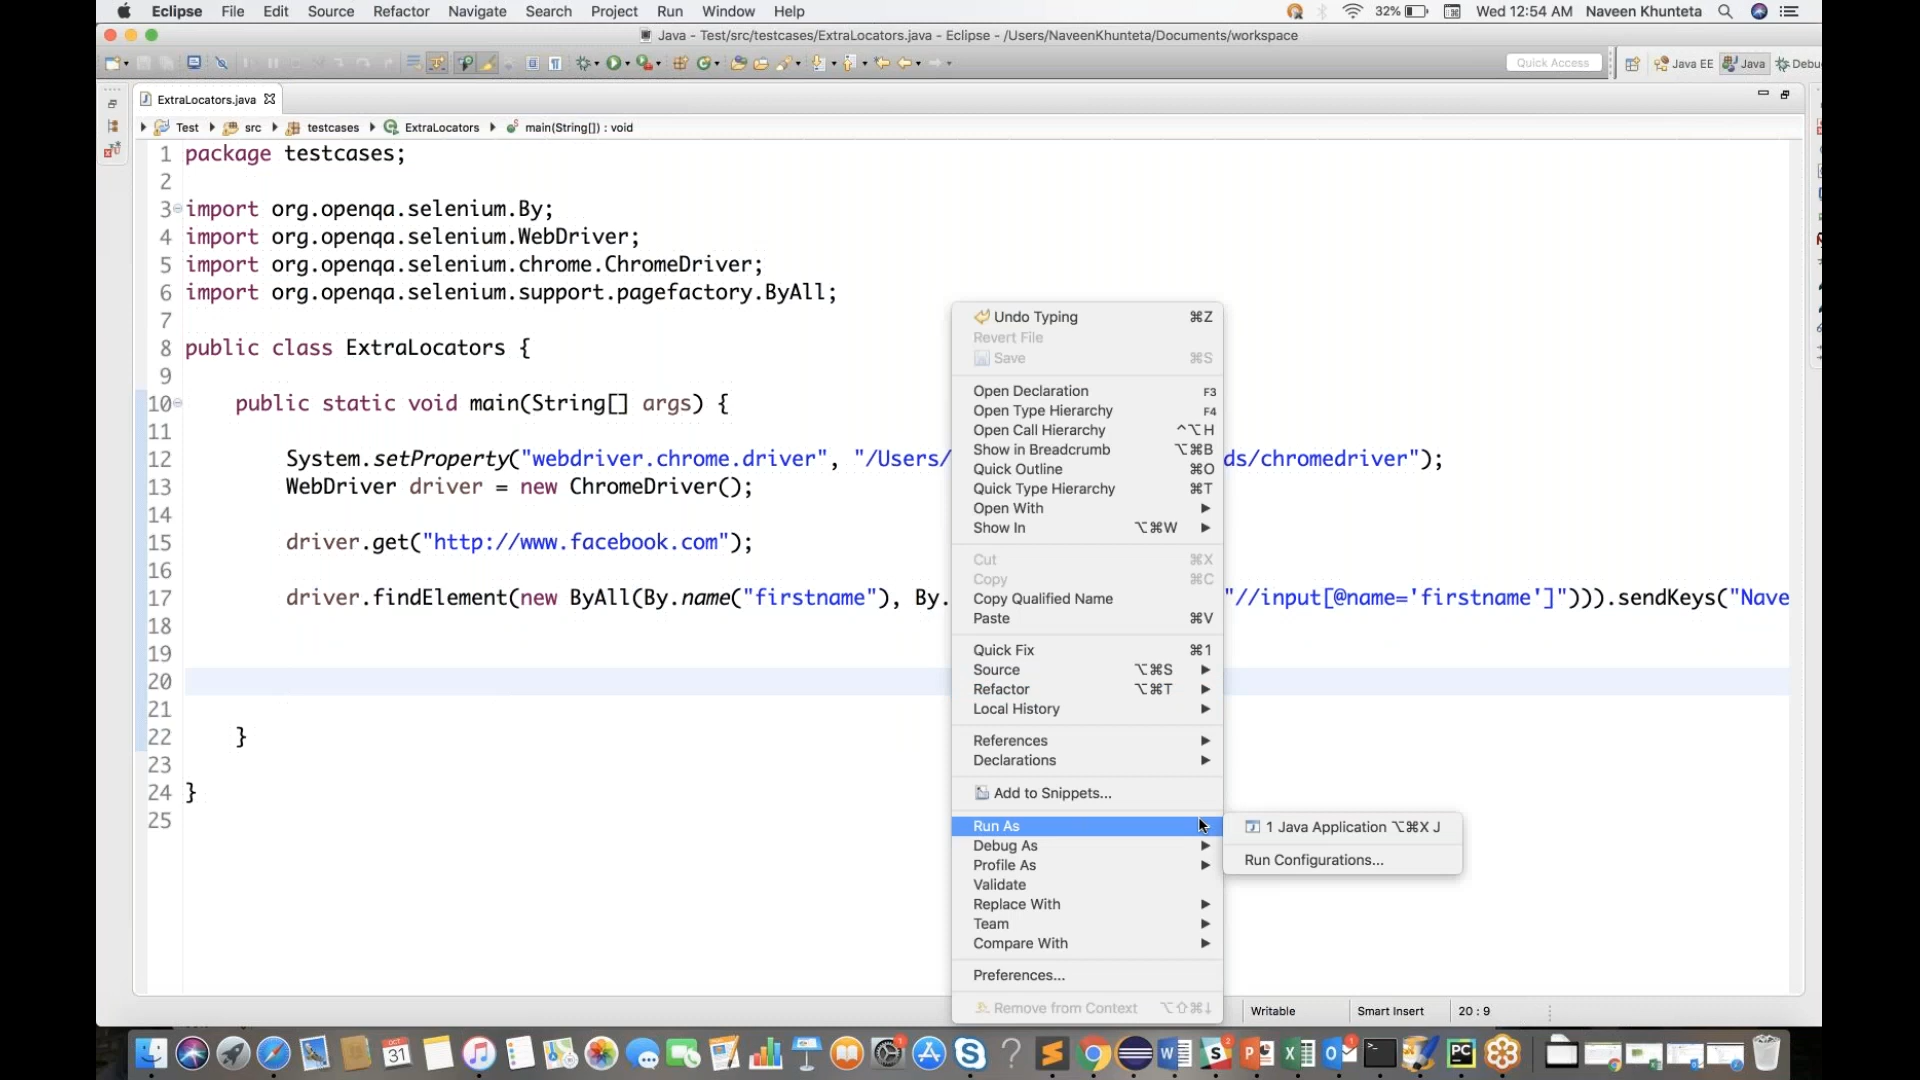 Eclipse File Edit Source Refactor Navigate Search Project Run Window Help 32% Wed 12:54 AM Naveen Khunteta
Java - Test/src/testcases/ExtraLocators.java - Eclipse - /Users/NaveenKhunteta/Documents/workspace
Quick Access Java EE Java Debu
ExtraLocators.java
Test src testcases ExtraLocators main(String[]) : void
1 package testcases;
2
3 import org.openqa.selenium.By;
4 import org.openqa.selenium.WebDriver;
5 import org.openqa.selenium.chrome.ChromeDriver;
6 import org.openqa.selenium.support.pagefactory.ByAll;
7
8 public class ExtraLocators {
9
10 public static void main(String[] args) {
11
12 System.setProperty("webdriver.chrome.driver", "/Users/ ds/chromedriver");
13 WebDriver driver = new ChromeDriver();
14
15 driver.get("http://www.facebook.com");
16
17 driver.findElement(new ByAll(By.name("firstname"), By. "//input[@name='firstname']"))).sendKeys("Nave
18
19
20
21
22 }
23
24 }
25
Undo Typing ⌘Z
Revert File
Save ⌘S
Open Declaration F3
Open Type Hierarchy F4
Open Call Hierarchy ^⌥H
Show in Breadcrumb ⌥⌘B
Quick Outline ⌘O
Quick Type Hierarchy ⌘T
Open With
Show In ⌥⌘W
Cut ⌘X
Copy ⌘C
Copy Qualified Name
Paste ⌘V
Quick Fix ⌘1
Source ⌥⌘S
Refactor ⌥⌘T
Local History
References
Declarations
Add to Snippets...
Run As
Debug As
Profile As
Validate
Replace With
Team
Compare With
Preferences...
Remove from Context ⌥⇧⌘↓
1 Java Application ⌥⌘X J
Run Configurations...
Writable Smart Insert 20 : 9
31
PC